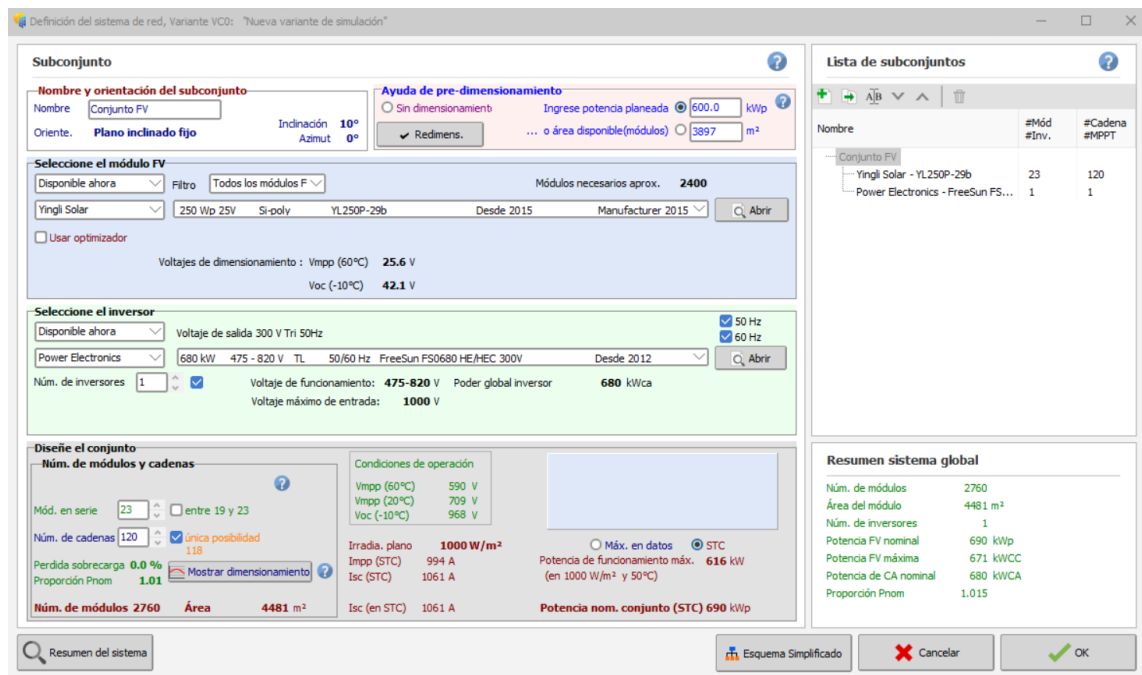 Definición del sistema de red, Variante VC0: "Nueva variante de simulación"
Subconjunto
Nombre y orientación del subconjunto
Nombre Conjunto FV
Oriente. Plano inclinado fijo
Inclinación 10°
Azimut 0°
Ayuda de pre-dimensionamiento
Sin dimensionamient Ingrese potencia planeada 600.0 kWp
Redimens. ... o área disponible(módulos) 3897 m²
Seleccione el módulo FV
Disponible ahora Filtro Todos los módulos F Módulos necesarios aprox. 2400
Yingli Solar 250 Wp 25V Si-poly YL250P-29b Desde 2015 Manufacturer 2015 Abrir
Usar optimizador
Voltajes de dimensionamiento : Vmpp (60°C) 25.6 V
Voc (-10°C) 42.1 V
Seleccione el inversor
Disponible ahora Voltaje de salida 300 V Tri 50Hz
50 Hz
60 Hz
Power Electronics 680 kW 475 - 820 V TL 50/60 Hz FreeSun FS0680 HE/HEC 300V Desde 2012 Abrir
Núm. de inversores 1 Voltaje de funcionamiento: 475-820 V Poder global inversor 680 kWca
Voltaje máximo de entrada: 1000 V
Diseñe el conjunto
Núm. de módulos y cadenas
Mód. en serie 23 entre 19 y 23
Núm. de cadenas 120 única posibilidad
118
Perdida sobrecarga 0.0 %
Proporción Pnom 1.01
Mostrar dimensionamiento
Núm. de módulos 2760 Área 4481 m²
Condiciones de operación
Vmpp (60°C) 590 V
Vmpp (20°C) 709 V
Voc (-10°C) 968 V
Irradia. plano 1000 W/m²
Impp (STC) 994 A
Isc (STC) 1061 A
Isc (en STC) 1061 A
Máx. en datos STC
Potencia de funcionamiento máx. 616 kW
(en 1000 W/m² y 50°C)
Potencia nom. conjunto (STC) 690 kWp
Lista de subconjuntos
Nombre #Mód #Inv. #Cadena #MPPT
Conjunto FV
Yingli Solar - YL250P-29b 23 120
Power Electronics - FreeSun FS... 1 1
Resumen sistema global
Núm. de módulos 2760
Área del módulo 4481 m²
Núm. de inversores 1
Potencia FV nominal 690 kWp
Potencia FV máxima 671 kWCC
Potencia de CA nominal 680 kWCA
Proporción Pnom 1.015
Resumen del sistema
Esquema Simplificado
Cancelar
OK